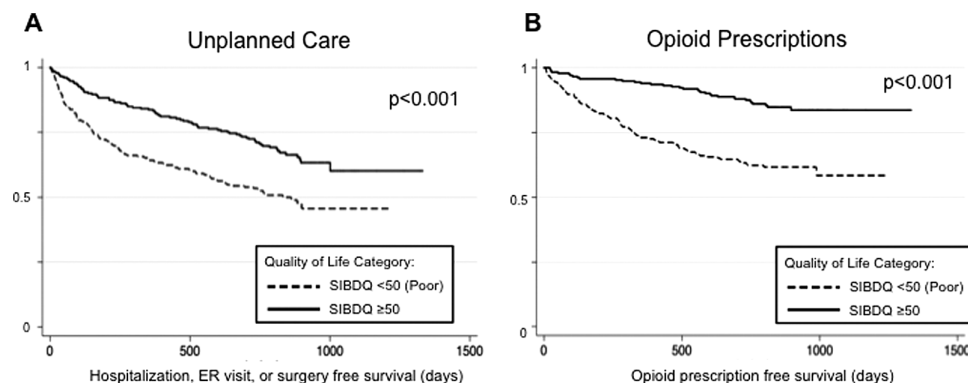 A
Unplanned Care
1
p<0.001
0.5
Quality of Life Category:
SIBDQ <50 (Poor)
SIBDQ ≥50
0
0
500
1000
1500
Hospitalization, ER visit, or surgery free survival (days)
B
Opioid Prescriptions
1
p<0.001
0.5
Quality of Life Category:
SIBDQ <50 (Poor)
SIBDQ ≥50
0
0
500
1000
1500
Opioid prescription free survival (days)